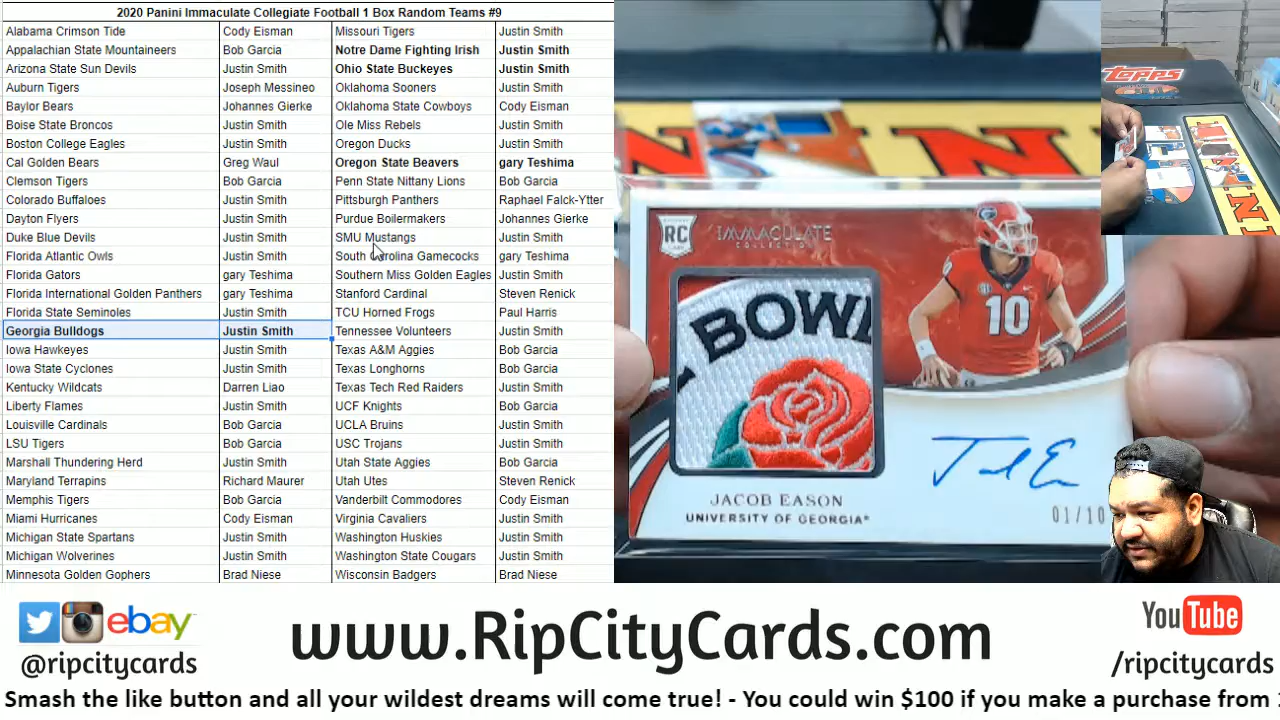 2020 Panini Immaculate Collegiate Football 1 Box Random Teams #9
Alabama Crimson Tide Cody Eisman Missouri Tigers Justin Smith
Appalachian State Mountaineers Bob Garcia Notre Dame Fighting Irish Justin Smith
Arizona State Sun Devils Justin Smith Ohio State Buckeyes Justin Smith
Auburn Tigers Joseph Messineo Oklahoma Sooners Justin Smith
Baylor Bears Johannes Gierke Oklahoma State Cowboys Cody Eisman
Boise State Broncos Justin Smith Ole Miss Rebels Justin Smith
Boston College Eagles Justin Smith Oregon Ducks Justin Smith
Cal Golden Bears Greg Waul Oregon State Beavers gary Teshima
Clemson Tigers Bob Garcia Penn State Nittany Lions Bob Garcia
Colorado Buffaloes Justin Smith Pittsburgh Panthers Raphael Falck-Ytter
Dayton Flyers Justin Smith Purdue Boilermakers Johannes Gierke
Duke Blue Devils Justin Smith SMU Mustangs Justin Smith
Florida Atlantic Owls Justin Smith South Carolina Gamecocks gary Teshima
Florida Gators gary Teshima Southern Miss Golden Eagles Justin Smith
Florida International Golden Panthers gary Teshima Stanford Cardinal Steven Renick
Florida State Seminoles Justin Smith TCU Horned Frogs Paul Harris
Georgia Bulldogs Justin Smith Tennessee Volunteers Justin Smith
Iowa Hawkeyes Justin Smith Texas A&M Aggies Bob Garcia
Iowa State Cyclones Justin Smith Texas Longhorns Bob Garcia
Kentucky Wildcats Darren Liao Texas Tech Red Raiders Justin Smith
Liberty Flames Justin Smith UCF Knights Bob Garcia
Louisville Cardinals Bob Garcia UCLA Bruins Justin Smith
LSU Tigers Bob Garcia USC Trojans Justin Smith
Marshall Thundering Herd Justin Smith Utah State Aggies Bob Garcia
Maryland Terrapins Richard Maurer Utah Utes Steven Renick
Memphis Tigers Bob Garcia Vanderbilt Commodores Cody Eisman
Miami Hurricanes Cody Eisman Virginia Cavaliers Justin Smith
Michigan State Spartans Justin Smith Washington Huskies Justin Smith
Michigan Wolverines Justin Smith Washington State Cougars Justin Smith
Minnesota Golden Gophers Brad Niese Wisconsin Badgers Brad Niese
RC IMMACULATE
COLLECTION
BOWL
10
JACOB EASON
UNIVERSITY OF GEORGIA®
01/10
Topps
ebay
@ripcitycards
www.RipCityCards.com
YouTube
/ripcitycards
Smash the like button and all your wildest dreams will come true! - You could win $100 if you make a purchase from